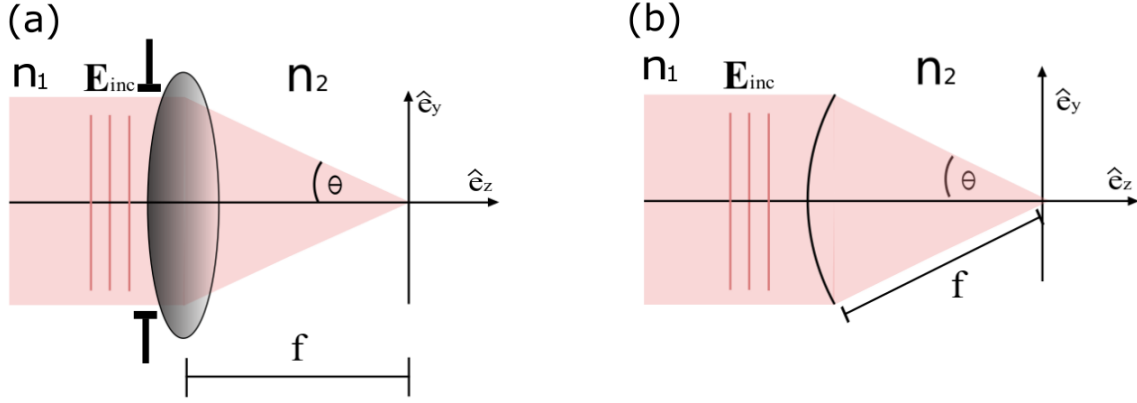 (a)
n₁ E_inc n₂
ê_y
θ ê_z
f
(b)
n₁ E_inc n₂
ê_y
θ ê_z
f